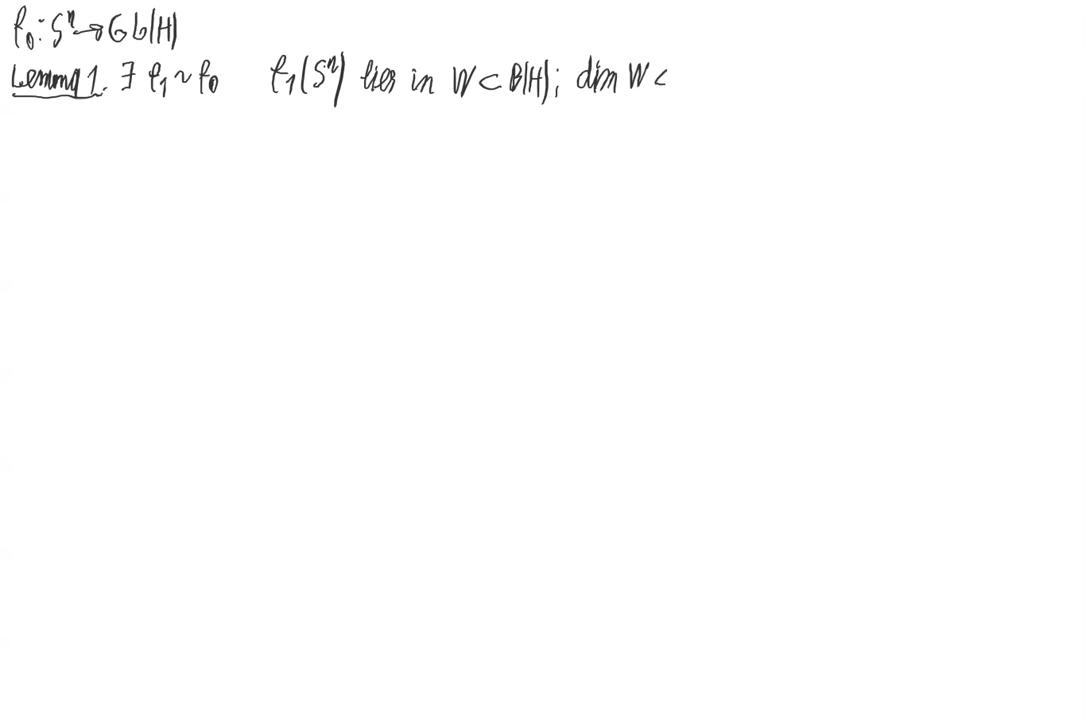 f₀: Sⁿ → GL(H)
Lemma 1. ∃ f₁ ~ f₀ f₁(Sⁿ) lies in W ⊂ B(H); dim W <